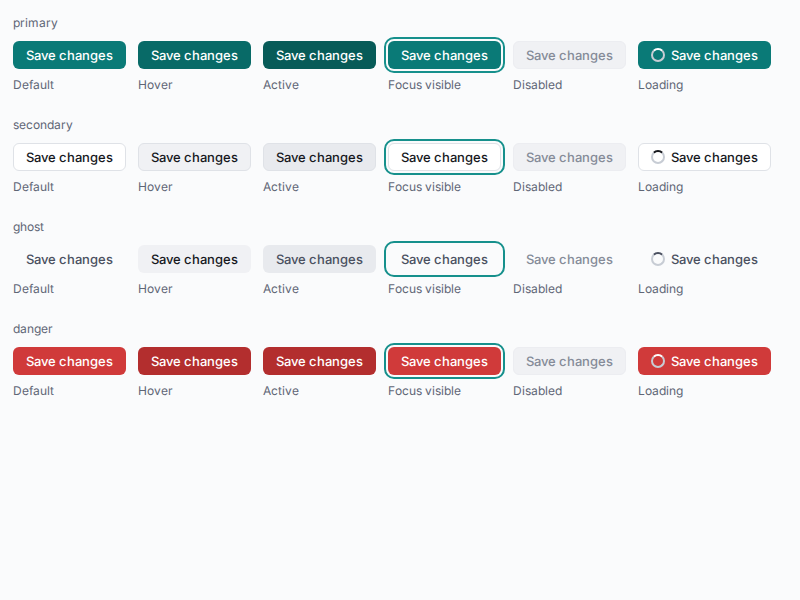 primary
Save changes Save changes Save changes Save changes Save changes Save changes
Default Hover Active Focus visible Disabled Loading
secondary
Save changes Save changes Save changes Save changes Save changes Save changes
Default Hover Active Focus visible Disabled Loading
ghost
Save changes Save changes Save changes Save changes Save changes Save changes
Default Hover Active Focus visible Disabled Loading
danger
Save changes Save changes Save changes Save changes Save changes Save changes
Default Hover Active Focus visible Disabled Loading